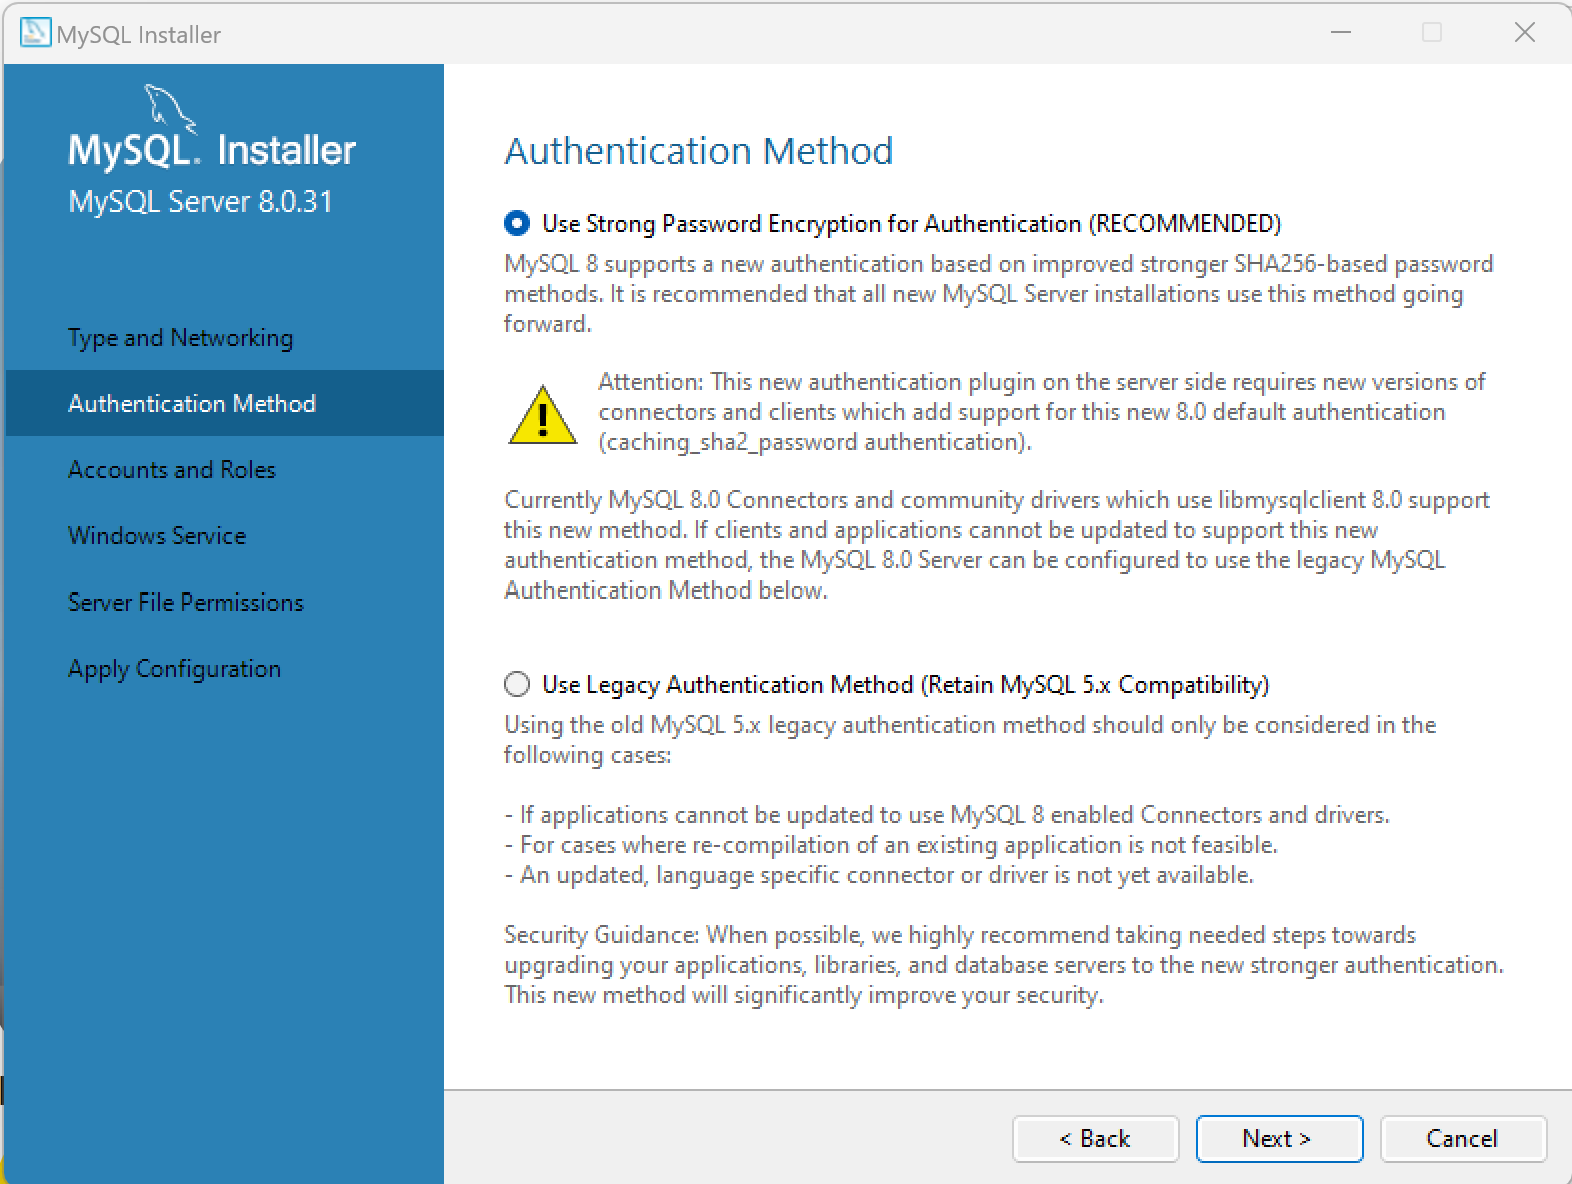 MySQL Installer
MySQL. Installer
MySQL Server 8.0.31
Type and Networking
Authentication Method
Accounts and Roles
Windows Service
Server File Permissions
Apply Configuration
Authentication Method
Use Strong Password Encryption for Authentication (RECOMMENDED)
MySQL 8 supports a new authentication based on improved stronger SHA256-based password
methods. It is recommended that all new MySQL Server installations use this method going
forward.
Attention: This new authentication plugin on the server side requires new versions of
connectors and clients which add support for this new 8.0 default authentication
(caching_sha2_password authentication).
Currently MySQL 8.0 Connectors and community drivers which use libmysqlclient 8.0 support
this new method. If clients and applications cannot be updated to support this new
authentication method, the MySQL 8.0 Server can be configured to use the legacy MySQL
Authentication Method below.
Use Legacy Authentication Method (Retain MySQL 5.x Compatibility)
Using the old MySQL 5.x legacy authentication method should only be considered in the
following cases:
- If applications cannot be updated to use MySQL 8 enabled Connectors and drivers.
- For cases where re-compilation of an existing application is not feasible.
- An updated, language specific connector or driver is not yet available.
Security Guidance: When possible, we highly recommend taking needed steps towards
upgrading your applications, libraries, and database servers to the new stronger authentication.
This new method will significantly improve your security.
< Back
Next >
Cancel